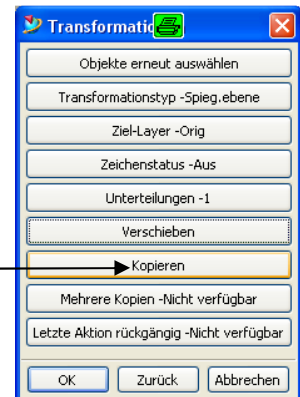 Transformatio
Objekte erneut auswählen
Transformationstyp -Spieg.ebene
Ziel-Layer -Orig
Zeichenstatus -Aus
Unterteilungen -1
Verschieben
Kopieren
Mehrere Kopien -Nicht verfügbar
Letzte Aktion rückgängig -Nicht verfügbar
OK Zurück Abbrechen